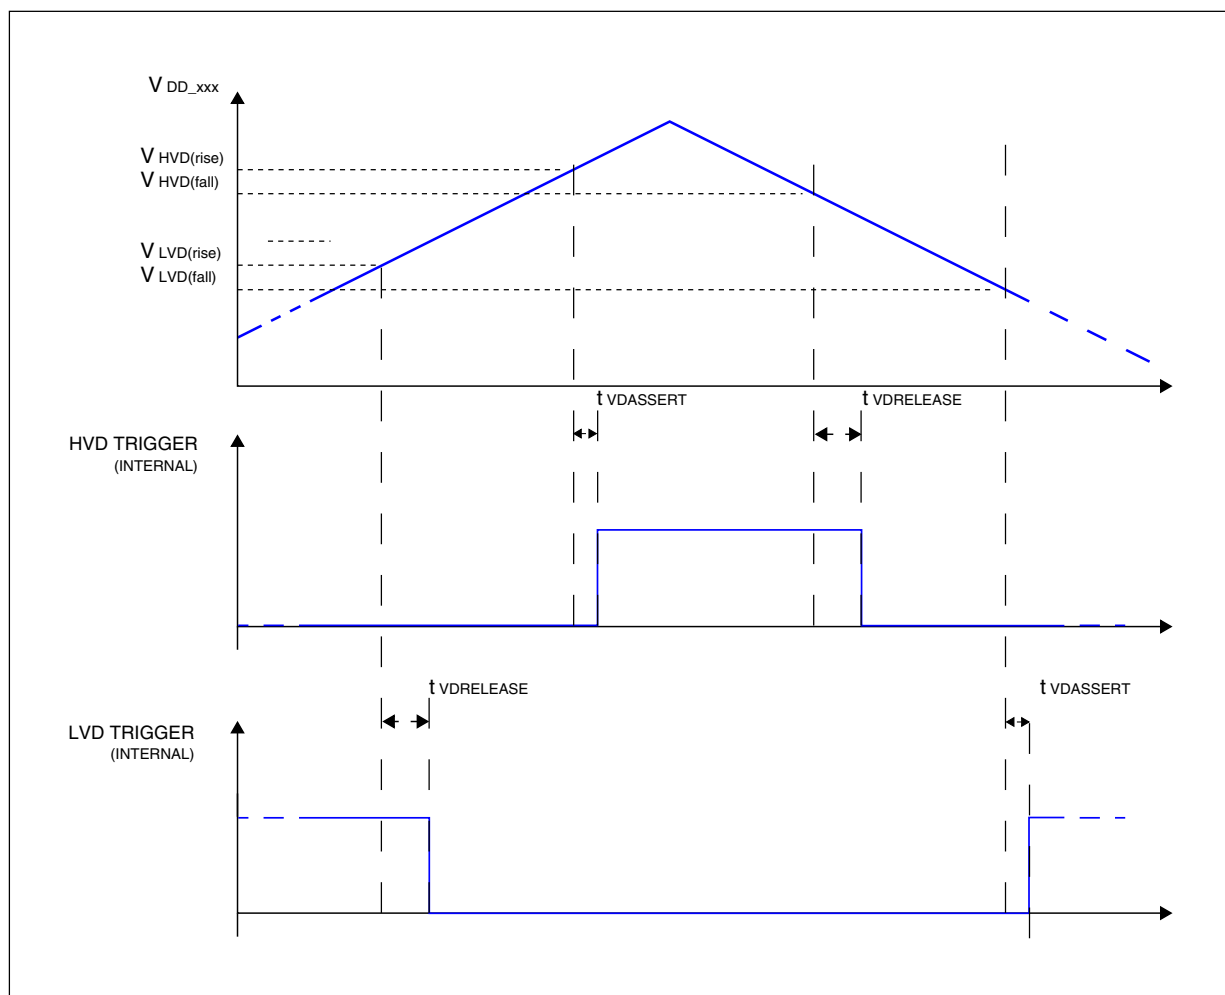 V DD_xxx
V HVD(rise)
V HVD(fall)
V LVD(rise)
V LVD(fall)
t VDASSERT
t VDRELEASE
HVD TRIGGER
(INTERNAL)
t VDRELEASE
t VDASSERT
LVD TRIGGER
(INTERNAL)